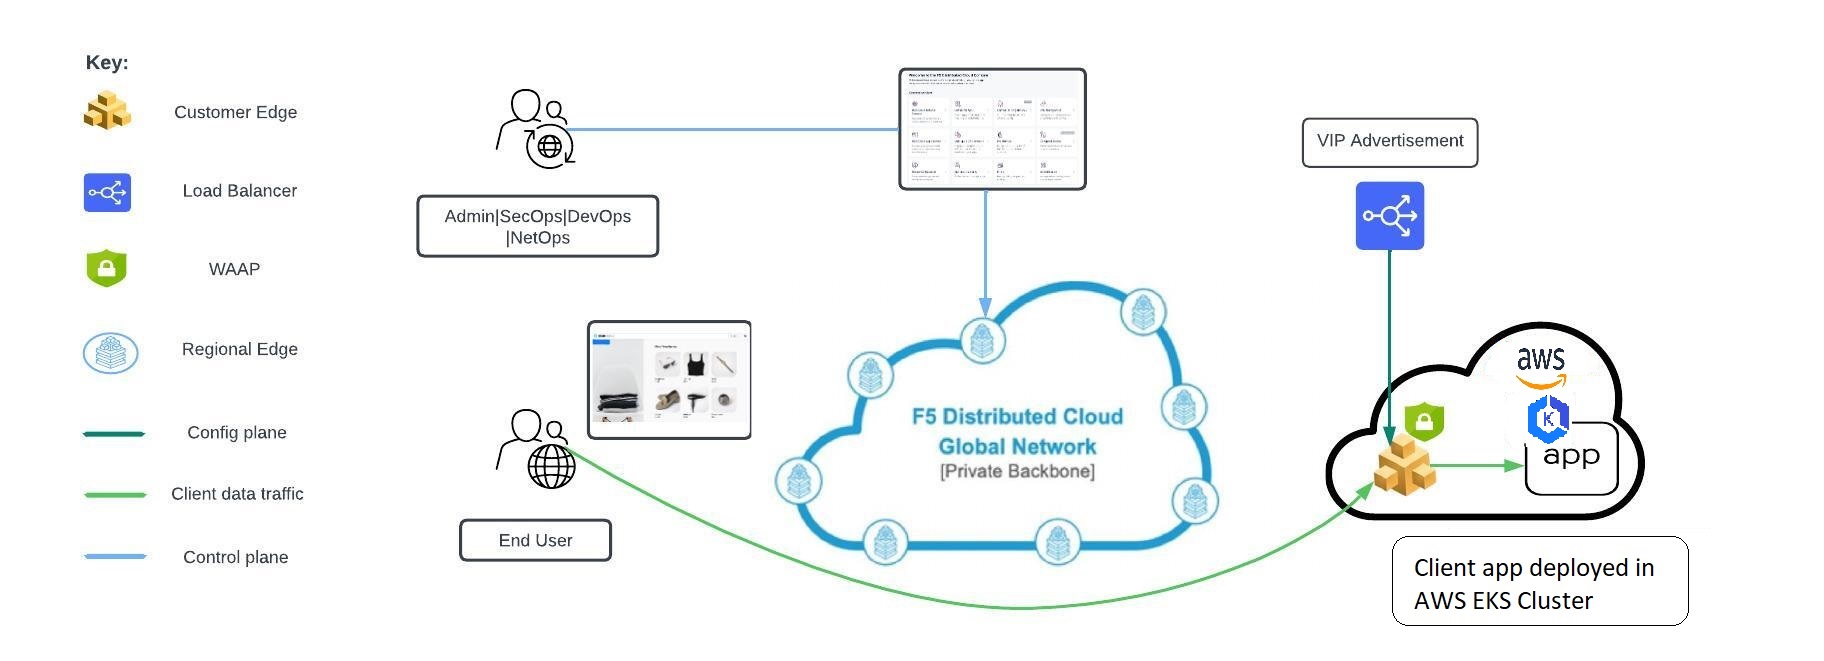 Key:
Customer Edge
Load Balancer
WAAP
Regional Edge
Config plane
Client data traffic
Control plane
Admin|SecOps|DevOps
|NetOps
End User
F5 Distributed Cloud
Global Network
[Private Backbone]
VIP Advertisement
aws
K
app
Client app deployed in
AWS EKS Cluster